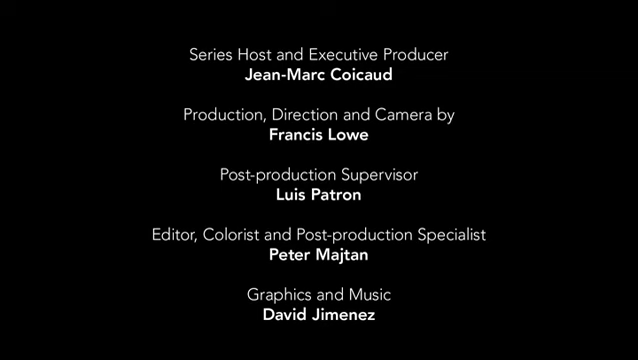 Series Host and Executive Producer
Jean-Marc Coicaud
Production, Direction and Camera by
Francis Lowe
Post-production Supervisor
Luis Patron
Editor, Colorist and Post-production Specialist
Peter Majtan
Graphics and Music
David Jimenez